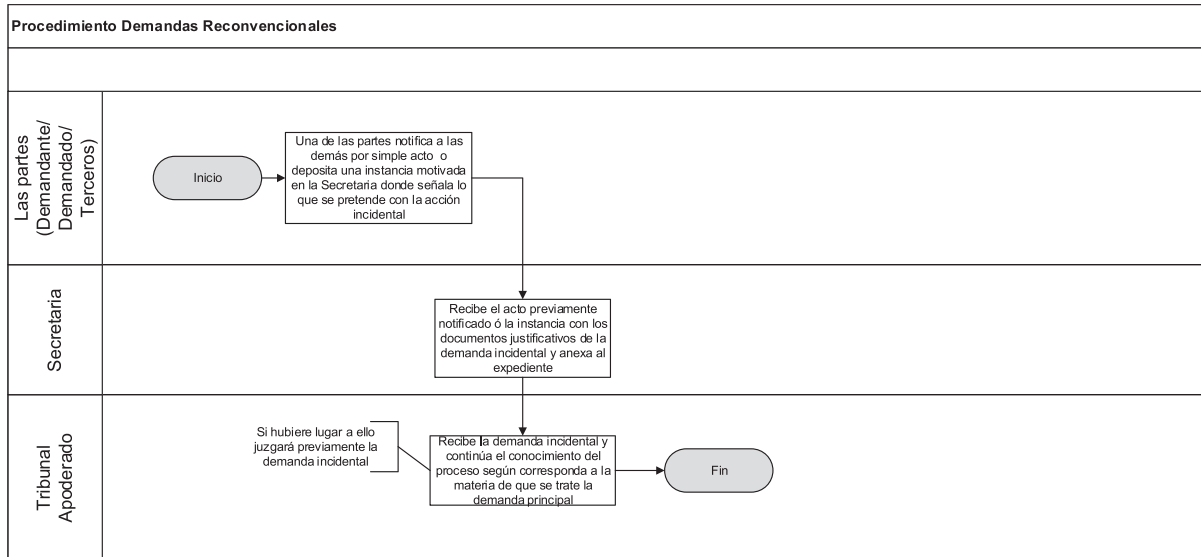 Procedimiento Demandas Reconvencionales
Las partes
(Demandante/
Demandado/
Terceros)
Inicio
Una de las partes notifica a las
demás por simple acto o
deposita una instancia motivada
en la Secretaria donde señala lo
que se pretende con la acción
incidental
Secretaria
Recibe el acto previamente
notificado ó la instancia con los
documentos justificativos de la
demanda incidental y anexa al
expediente
Tribunal
Apoderado
Si hubiere lugar a ello
juzgará previamente la
demanda incidental
Recibe la demanda incidental y
continúa el conocimiento del
proceso según corresponda a la
materia de que se trate la
demanda principal
Fin